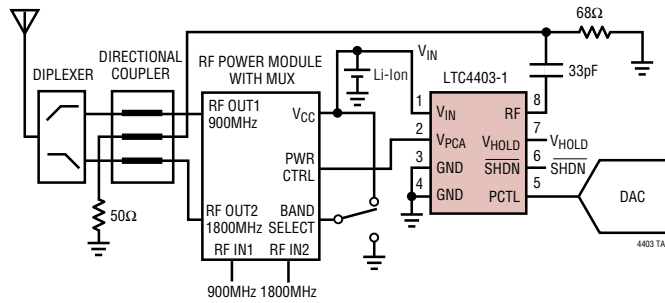 68Ω
DIPLEXER
DIRECTIONAL
COUPLER
RF POWER MODULE
WITH MUX
Li-Ion
VIN
LTC4403-1
33pF
RF OUT1
900MHz
VCC
PWR
CTRL
RF OUT2
1800MHz
BAND
SELECT
RF IN1
RF IN2
900MHz
1800MHz
50Ω
1
VIN
2
VPCA
3
GND
4
GND
RF
8
VHOLD
7
VHOLD
SHDN
6
SHDN
PCTL
5
DAC
4403 TA